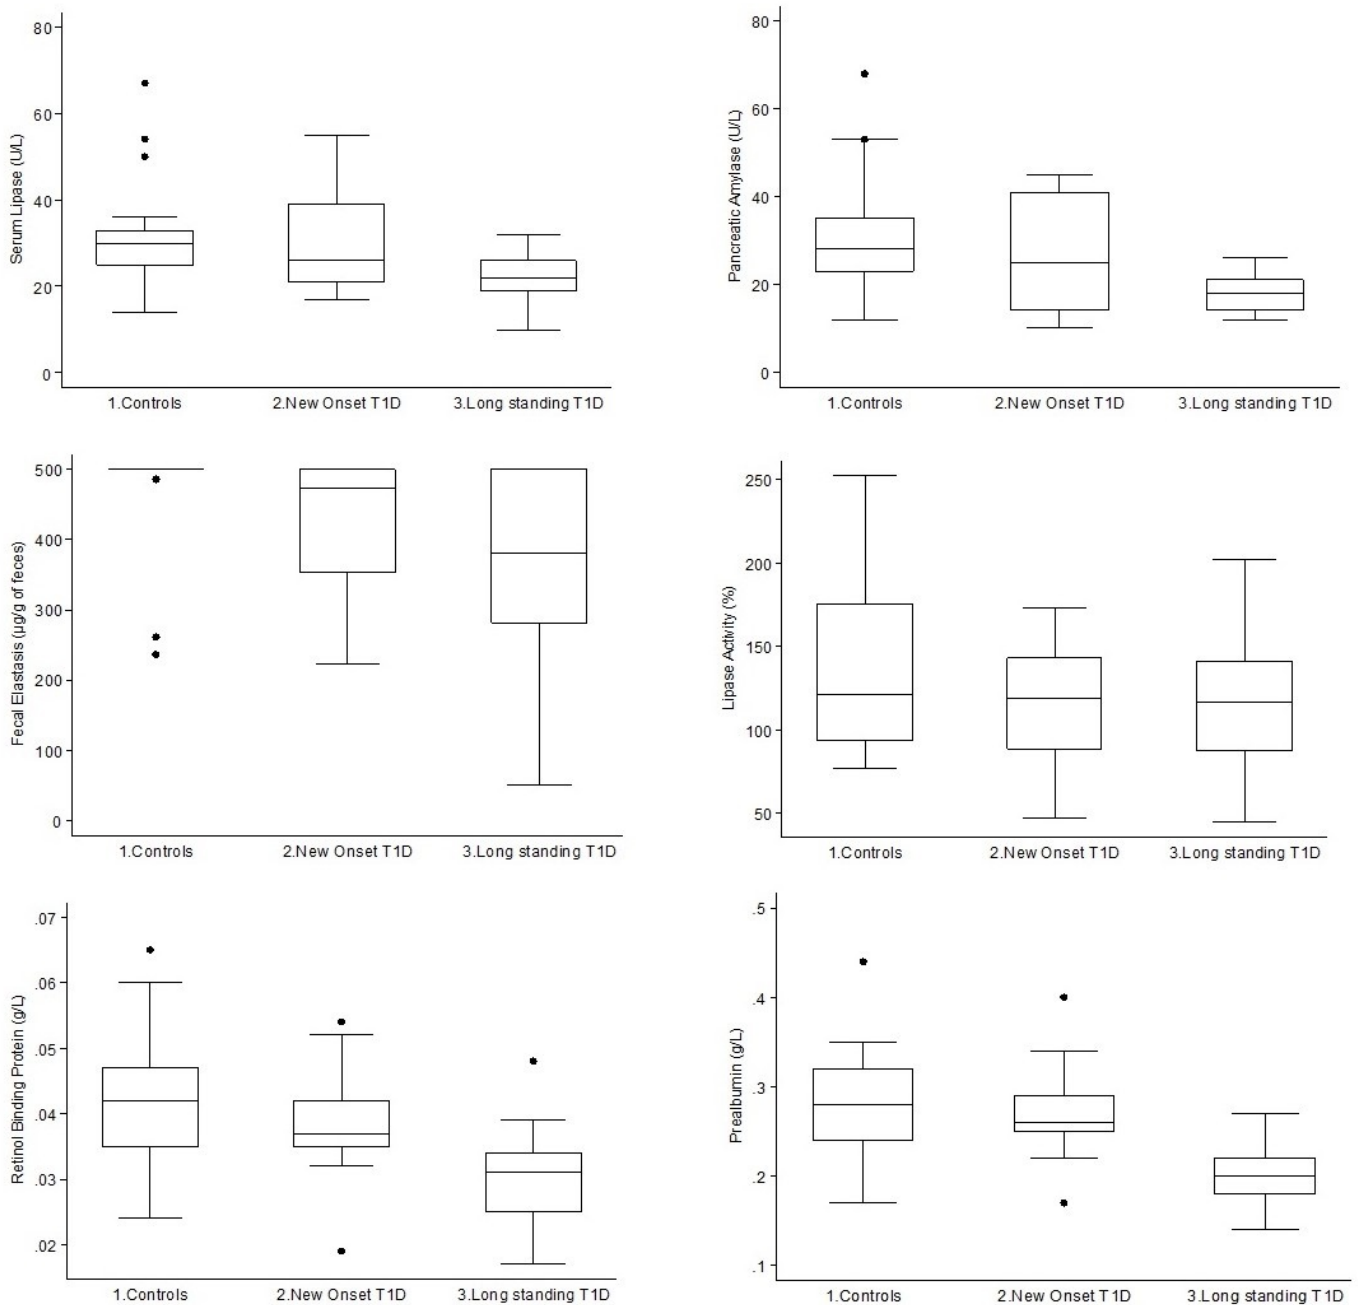 Serum Lipase (U/L)
80
60
40
20
0
1.Controls 2.New Onset T1D 3.Long standing T1D
Pancreatic Amylase (U/L)
80
60
40
20
0
1.Controls 2.New Onset T1D 3.Long standing T1D
Fecal Elastasis (µg/g of feces)
500
400
300
200
100
0
1.Controls 2.New Onset T1D 3.Long standing T1D
Lipase Activity (%)
250
200
150
100
50
1.Controls 2.New Onset T1D 3.Long standing T1D
Retinol Binding Protein (g/L)
.07
.06
.05
.04
.03
.02
1.Controls 2.New Onset T1D 3.Long standing T1D
Prealbumin (g/L)
.5
.4
.3
.2
.1
1.Controls 2.New Onset T1D 3.Long standing T1D